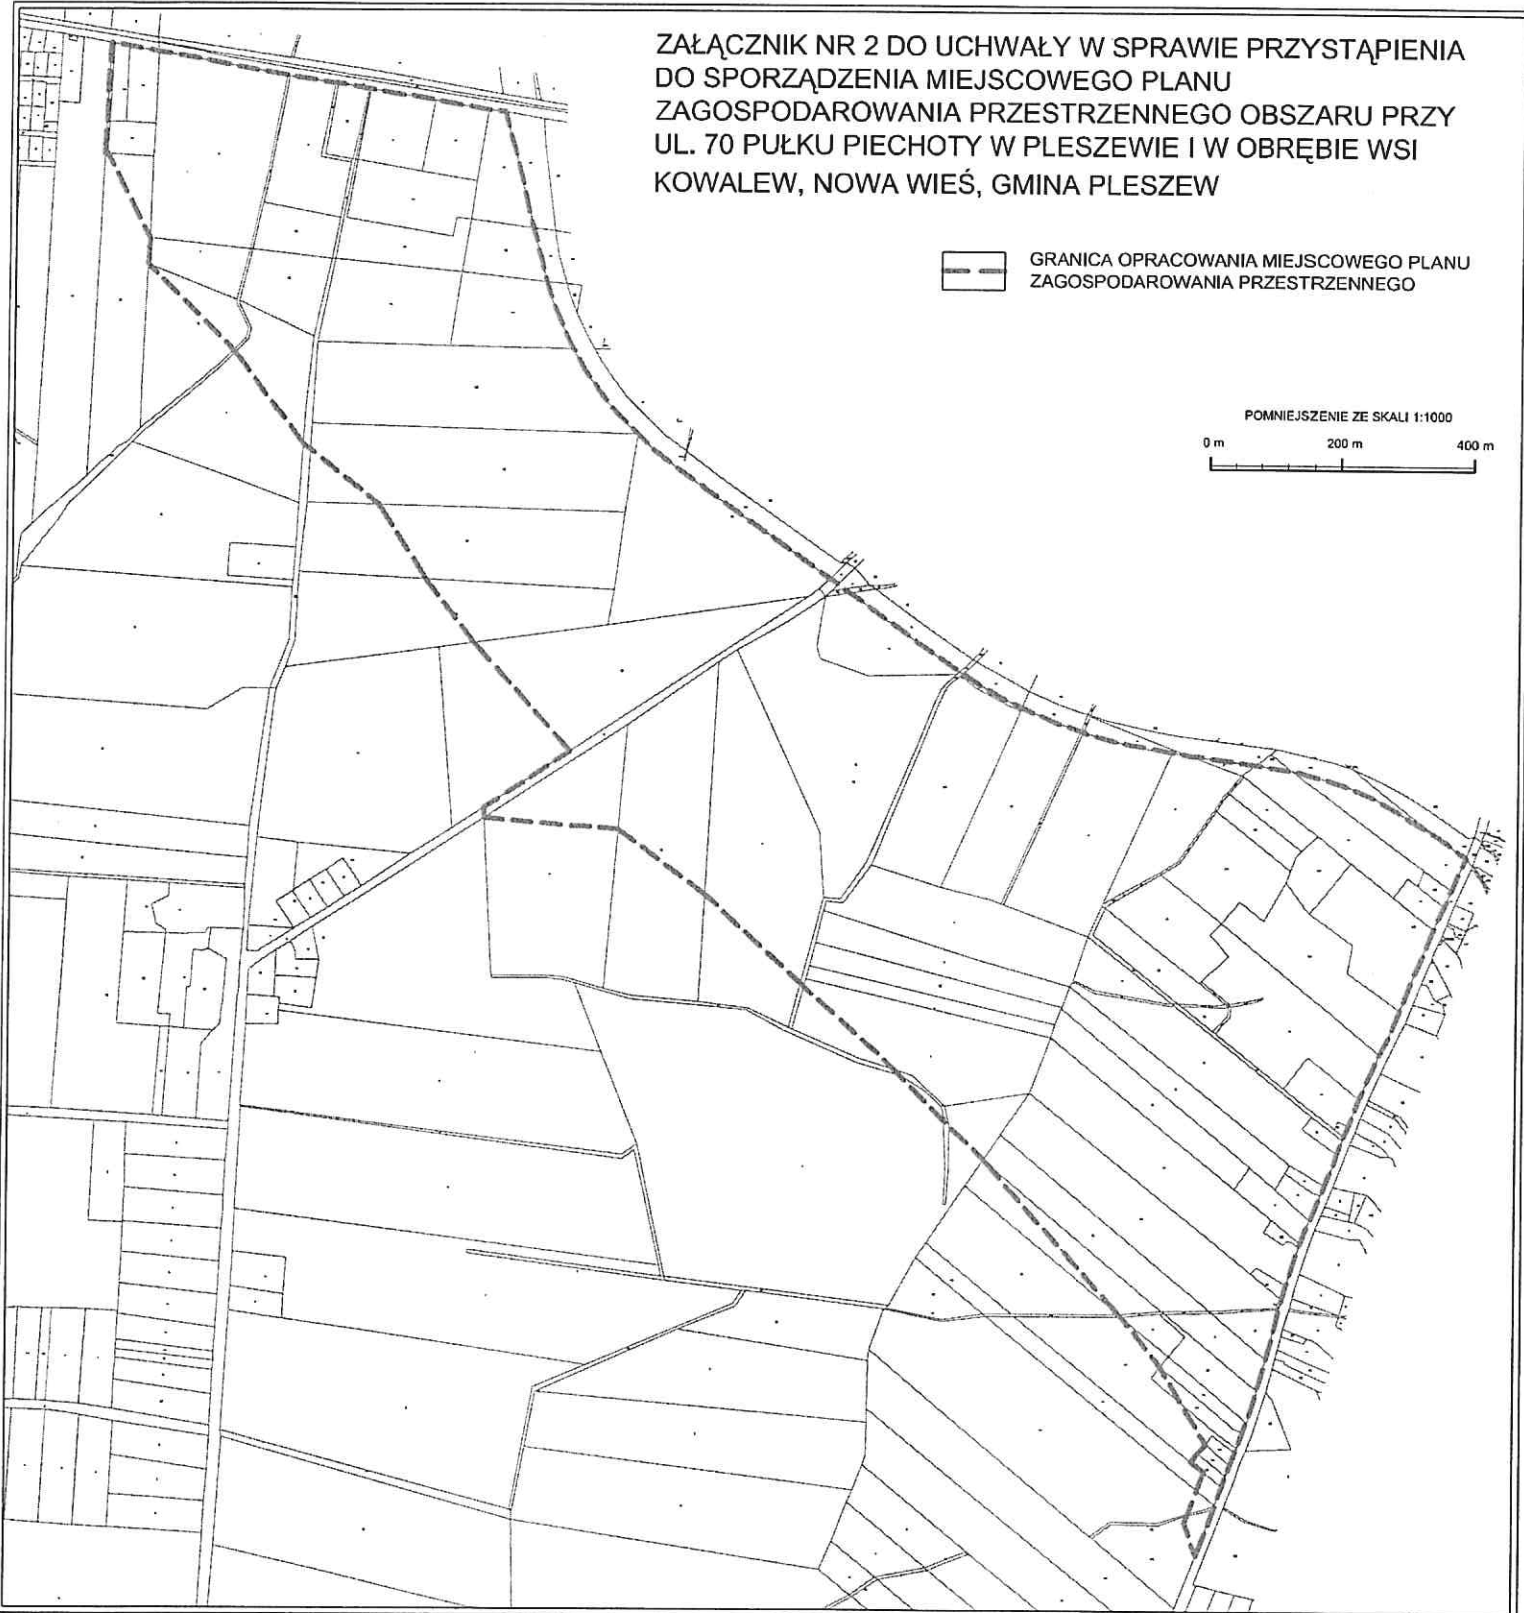 ZAŁĄCZNIK NR 2 DO UCHWAŁY W SPRAWIE PRZYSTĄPIENIA
DO SPORZĄDZENIA MIEJSCOWEGO PLANU
ZAGOSPODAROWANIA PRZESTRZENNEGO OBSZARU PRZY
UL. 70 PUŁKU PIECHOTY W PLESZEWIE I W OBRĘBIE WSI
KOWALEW, NOWA WIEŚ, GMINA PLESZEW
GRANICA OPRACOWANIA MIEJSCOWEGO PLANU
ZAGOSPODAROWANIA PRZESTRZENNEGO
POMNIEJSZENIE ZE SKALI 1:1000
0 m 200 m 400 m